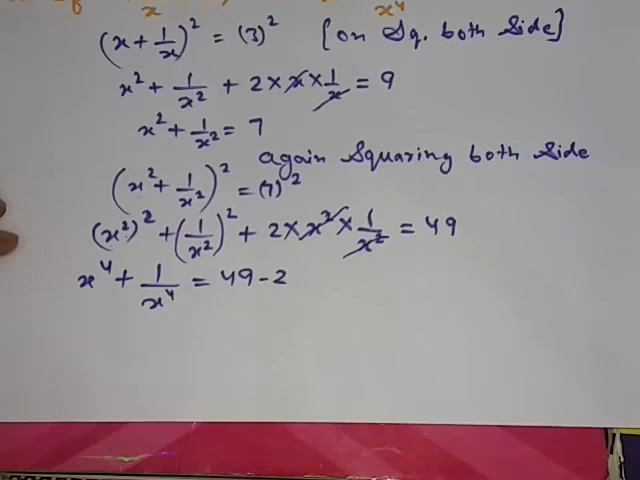 x x⁴
(x + 1/x)² = (3)² [on Sq. both Side]
x² + 1/x² + 2 × x × 1/x = 9
x² + 1/x² = 7
again Squaring both Side
(x² + 1/x²)² = (7)²
(x²)² + (1/x²)² + 2 × x² × 1/x² = 49
x⁴ + 1/x⁴ = 49 - 2